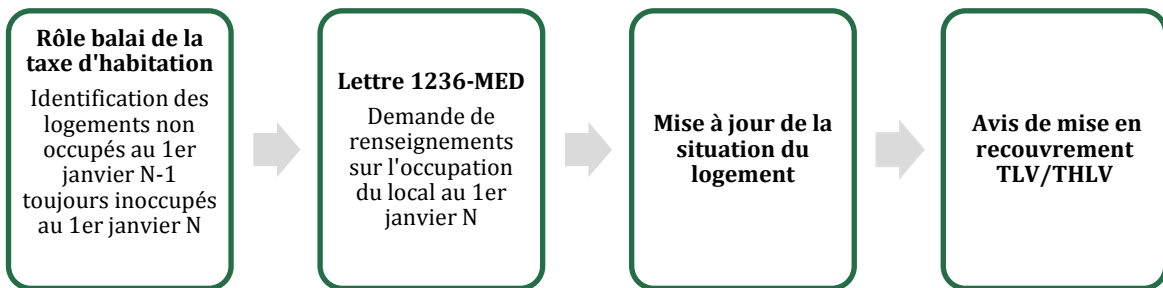 Rôle balai de la
taxe d'habitation
Identification des
logements non
occupés au 1er
janvier N-1
toujours inoccupés
au 1er janvier N
Lettre 1236-MED
Demande de
renseignements
sur l'occupation
du local au 1er
janvier N
Mise à jour de la
situation du
logement
Avis de mise en
recouvrement
TLV/THLV